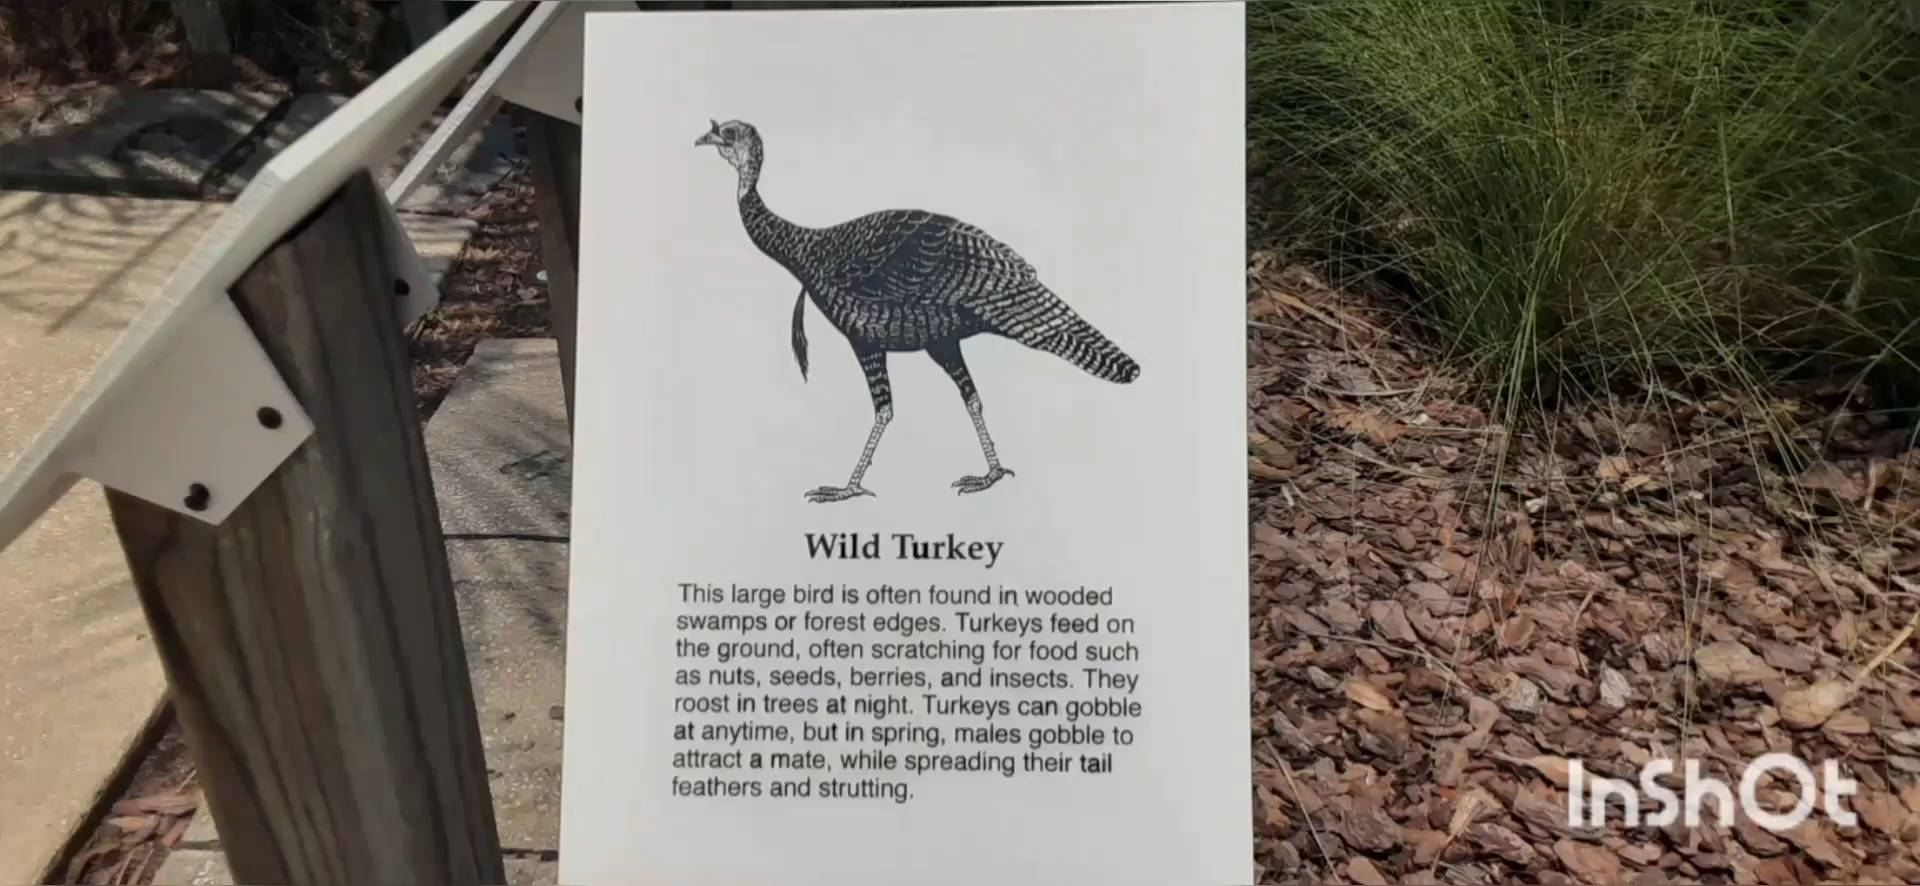 Wild Turkey
This large bird is often found in wooded
swamps or forest edges. Turkeys feed on
the ground, often scratching for food such
as nuts, seeds, berries, and insects. They
roost in trees at night. Turkeys can gobble
at anytime, but in spring, males gobble to
attract a mate, while spreading their tail
feathers and strutting.
InShOt